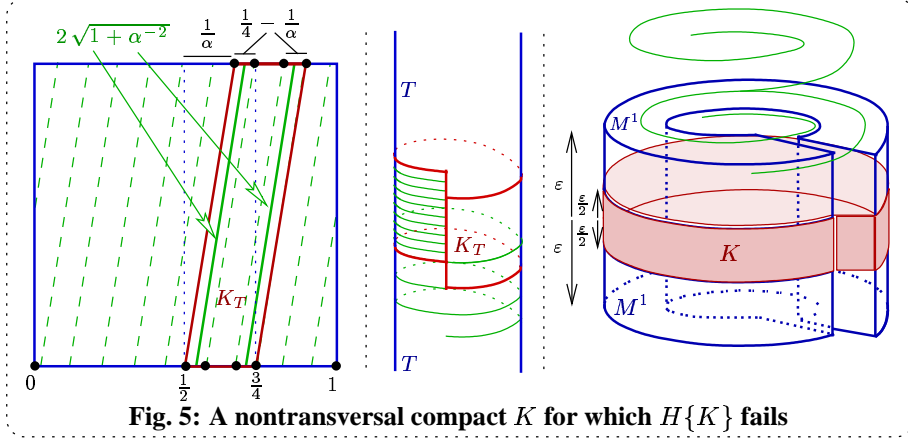 2√(1 + α⁻²)
1/α
1/4 − 1/α
K_T
0
1/2
3/4
1
T
K_T
T
M¹
ε
ε/2
ε/2
ε
K
M¹
Fig. 5: A nontransversal compact K for which H{K} fails